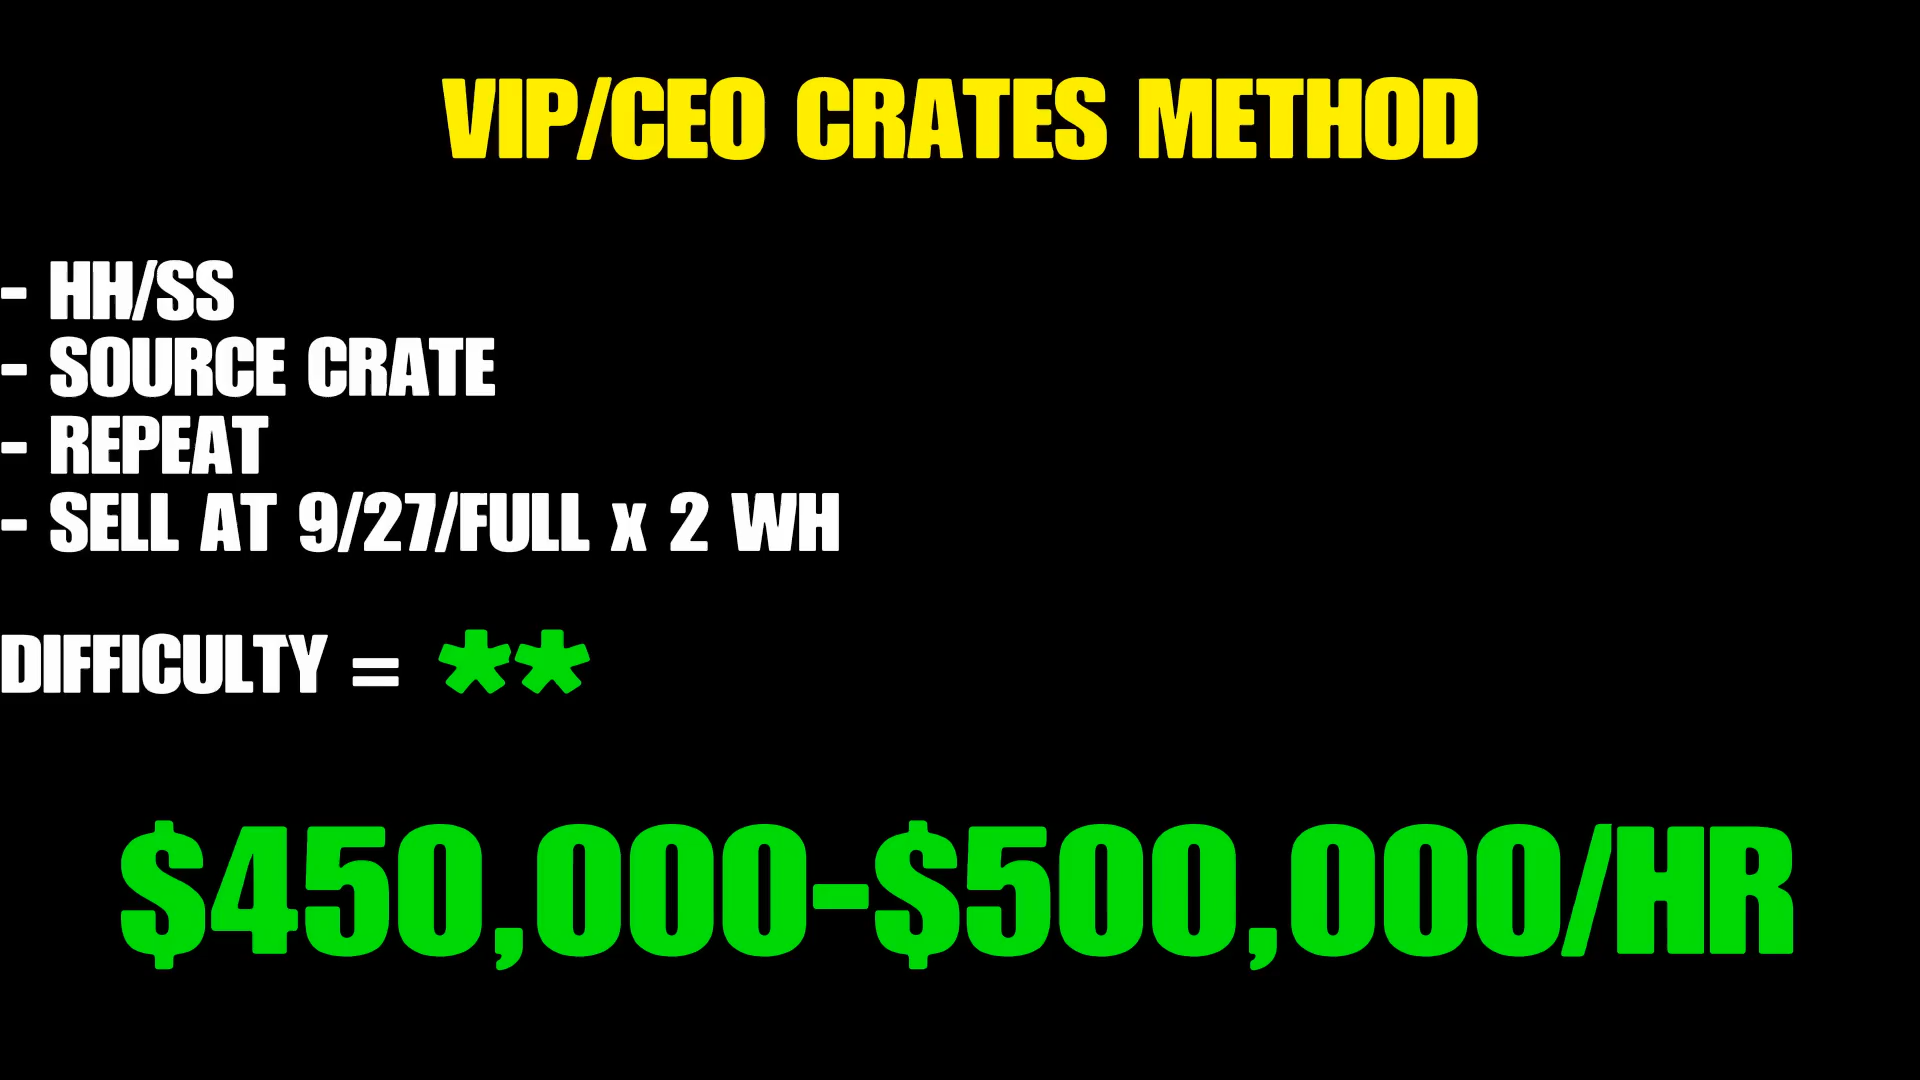 VIP/CEO CRATES METHOD
- HH/SS
- SOURCE CRATE
- REPEAT
- SELL AT 9/27/FULL x 2 WH
DIFFICULTY = **
$450,000-$500,000/HR